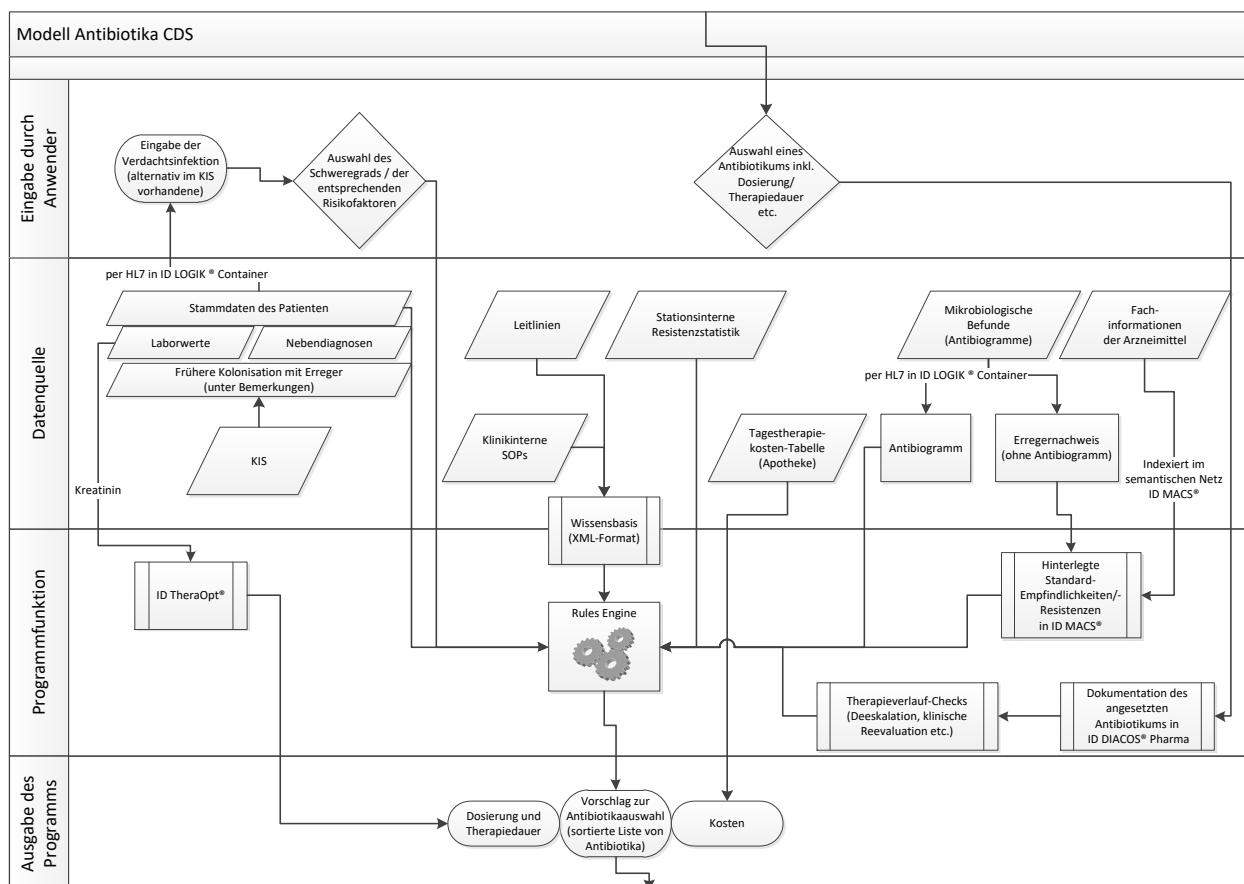 Modell Antibiotika CDS
Eingabe durch
Anwender
Eingabe der
Verdachtsinfektion
(alternativ im KIS
vorhandene)
Auswahl des
Schweregrads / der
entsprechenden
Risikofaktoren
Auswahl eines
Antibiotikums inkl.
Dosierung/
Therapiedauer
etc.
Datenquelle
per HL7 in ID LOGIK ® Container
Stammdaten des Patienten
Laborwerte
Nebendiagnosen
Frühere Kolonisation mit Erreger
(unter Bemerkungen)
KIS
Kreatinin
Leitlinien
Klinikinterne
SOPs
Stationsinterne
Resistenzstatistik
Tagestherapie-
kosten-Tabelle
(Apotheke)
Mikrobiologische
Befunde
(Antibiogramme)
per HL7 in ID LOGIK ® Container
Antibiogramm
Erregernachweis
(ohne Antibiogramm)
Fach-
informationen
der Arzneimittel
Indexiert im
semantischen Netz
ID MACS®
Wissensbasis
(XML-Format)
Programmfunktion
ID TheraOpt®
Rules Engine
Hinterlegte
Standard-
Empfindlichkeiten/-
Resistenzen
in ID MACS®
Therapieverlauf-Checks
(Deeskalation, klinische
Reevaluation etc.)
Dokumentation des
angesetzten
Antibiotikums in
ID DIACOS® Pharma
Ausgabe des
Programms
Dosierung und
Therapiedauer
Vorschlag zur
Antibiotikaauswahl
(sortierte Liste von
Antibiotika)
Kosten